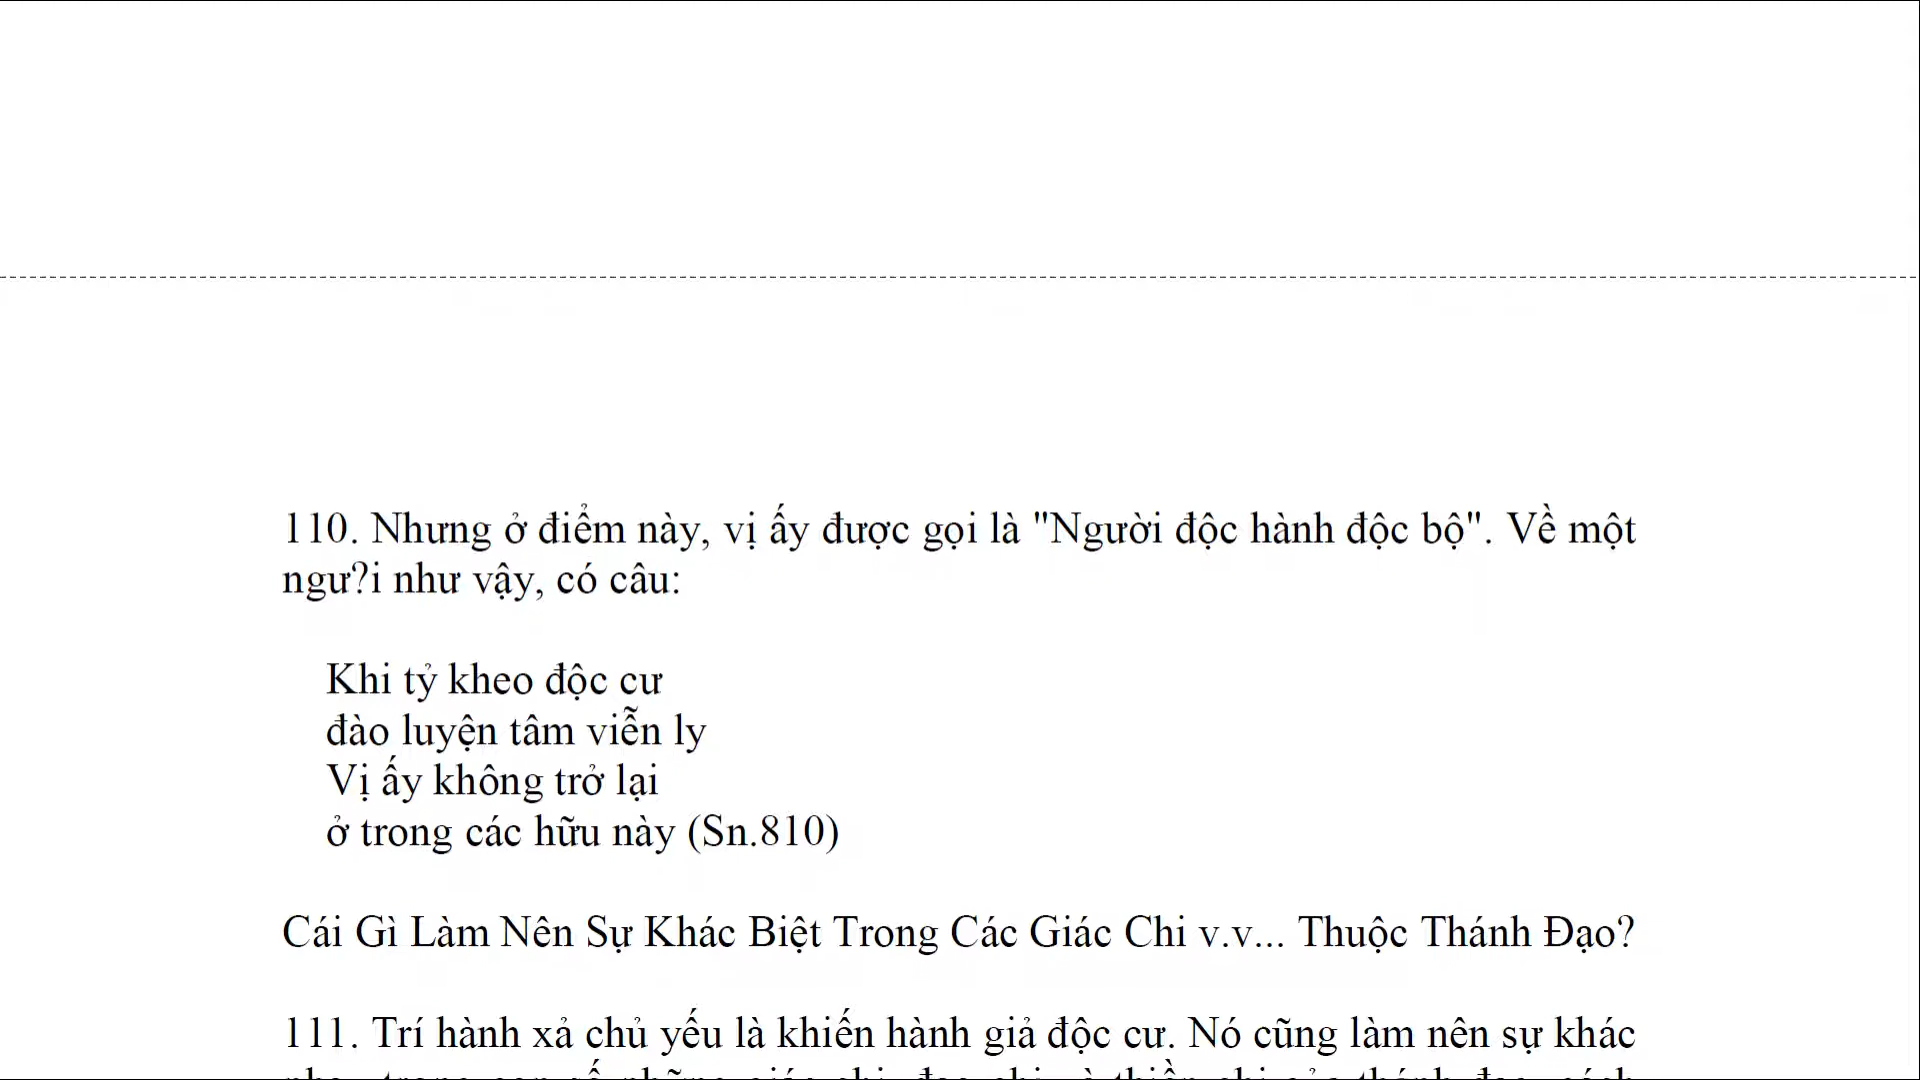 110. Nhưng ở điểm này, vị ấy được gọi là "Người độc hành độc bộ". Về một
ngư?i như vậy, có câu:
Khi tỷ kheo độc cư
đào luyện tâm viễn ly
Vị ấy không trở lại
ở trong các hữu này (Sn.810)
Cái Gì Làm Nên Sự Khác Biệt Trong Các Giác Chi v.v... Thuộc Thánh Đạo?
111. Trí hành xả chủ yếu là khiến hành giả độc cư. Nó cũng làm nên sự khác